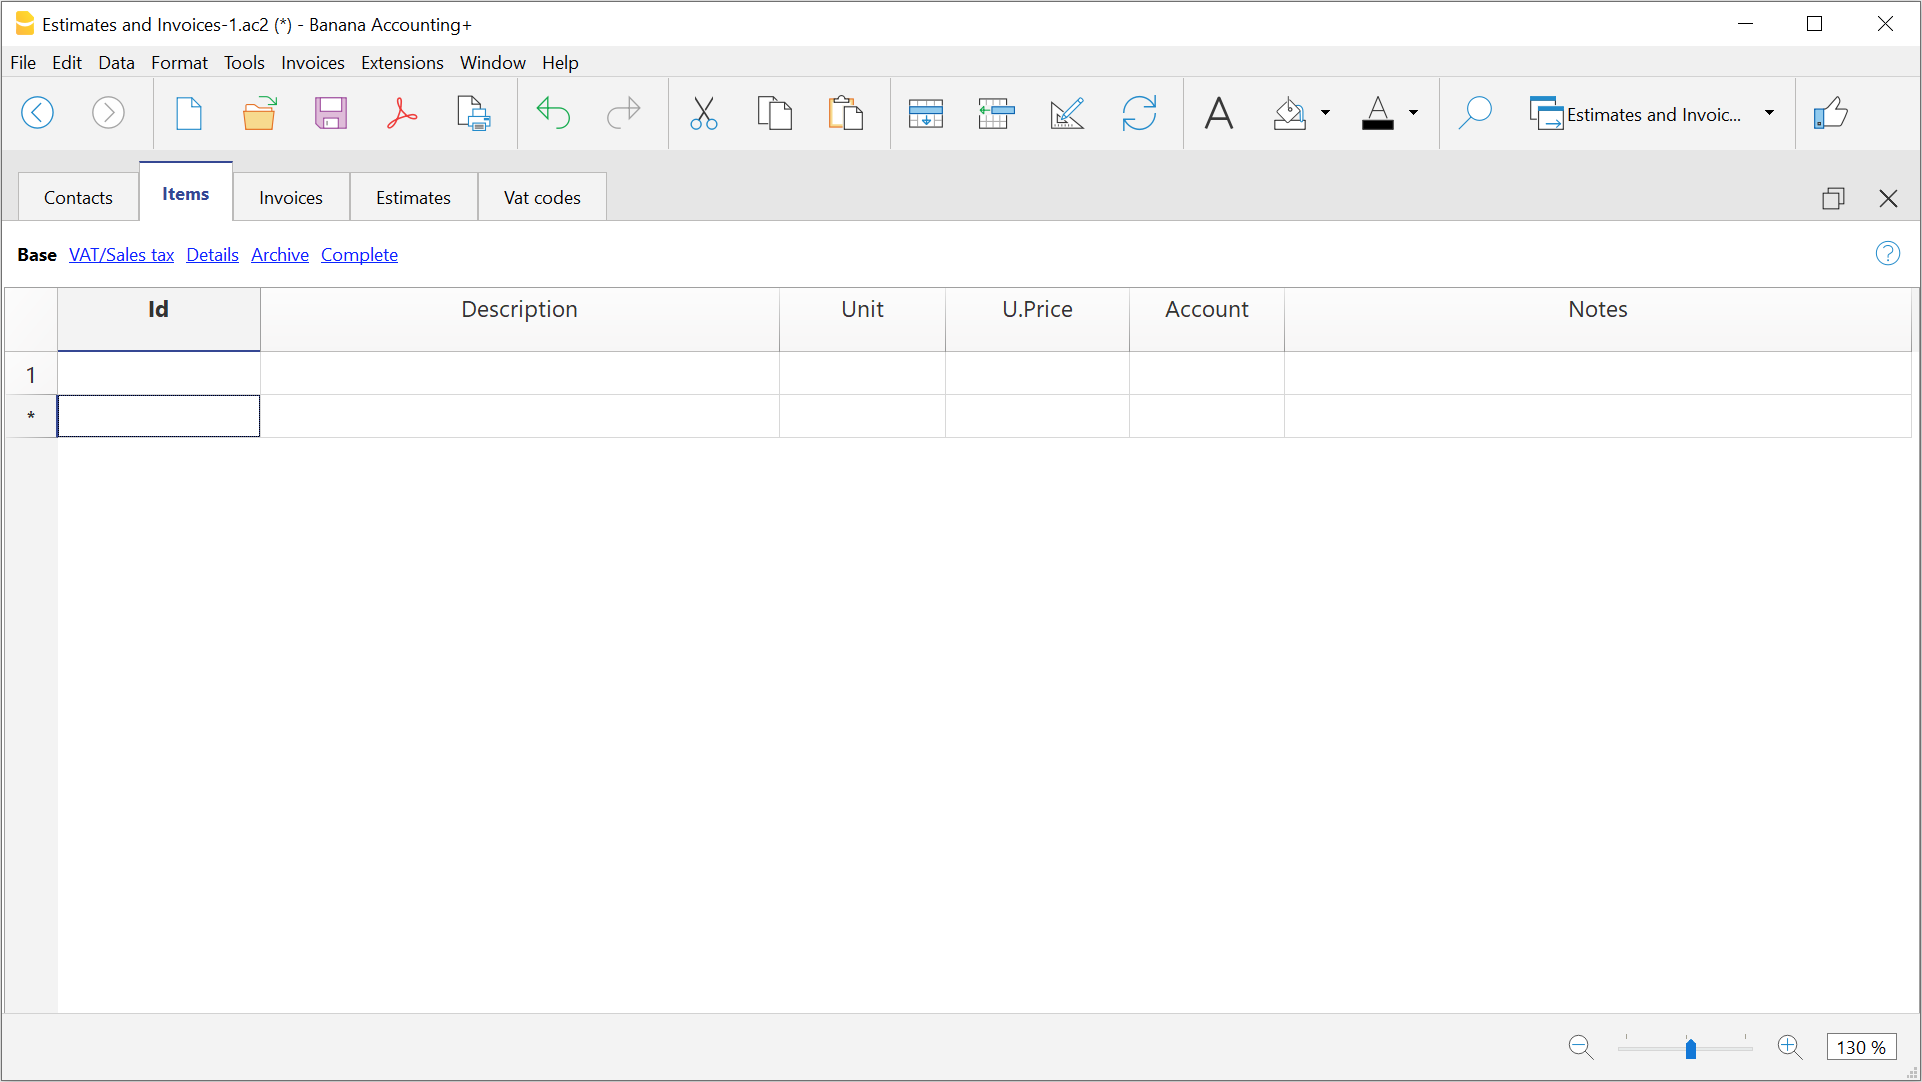 Estimates and Invoices-1.ac2 (*) - Banana Accounting+
File Edit Data Format Tools Invoices Extensions Window Help
Estimates and Invoic...
Contacts Items Invoices Estimates Vat codes
Base VAT/Sales tax Details Archive Complete
Id Description Unit U.Price Account Notes
1
*
130 %